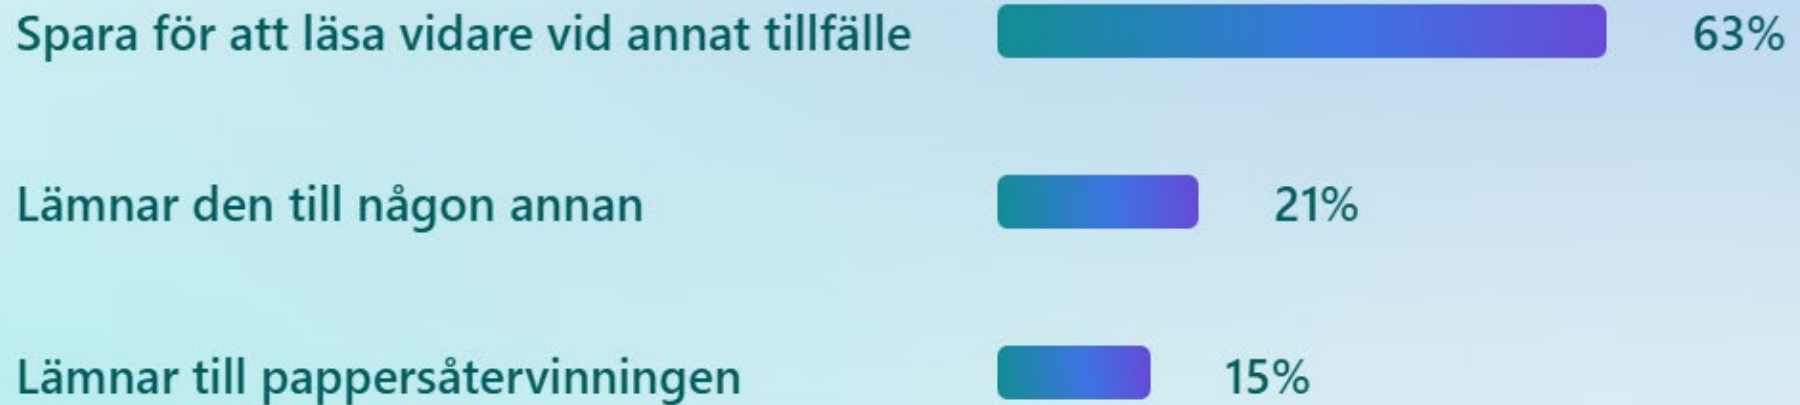 Spara för att läsa vidare vid annat tillfälle 63%
Lämnar den till någon annan 21%
Lämnar till pappersåtervinningen 15%